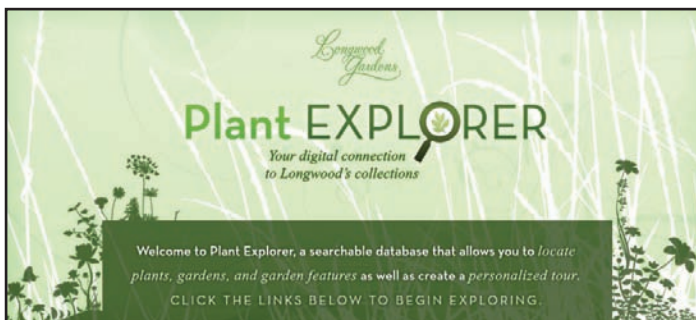 Longwood
Gardens
Plant EXPLORER
Your digital connection
to Longwood's collections
Welcome to Plant Explorer, a searchable database that allows you to locate
plants, gardens, and garden features as well as create a personalized tour.
CLICK THE LINKS BELOW TO BEGIN EXPLORING.